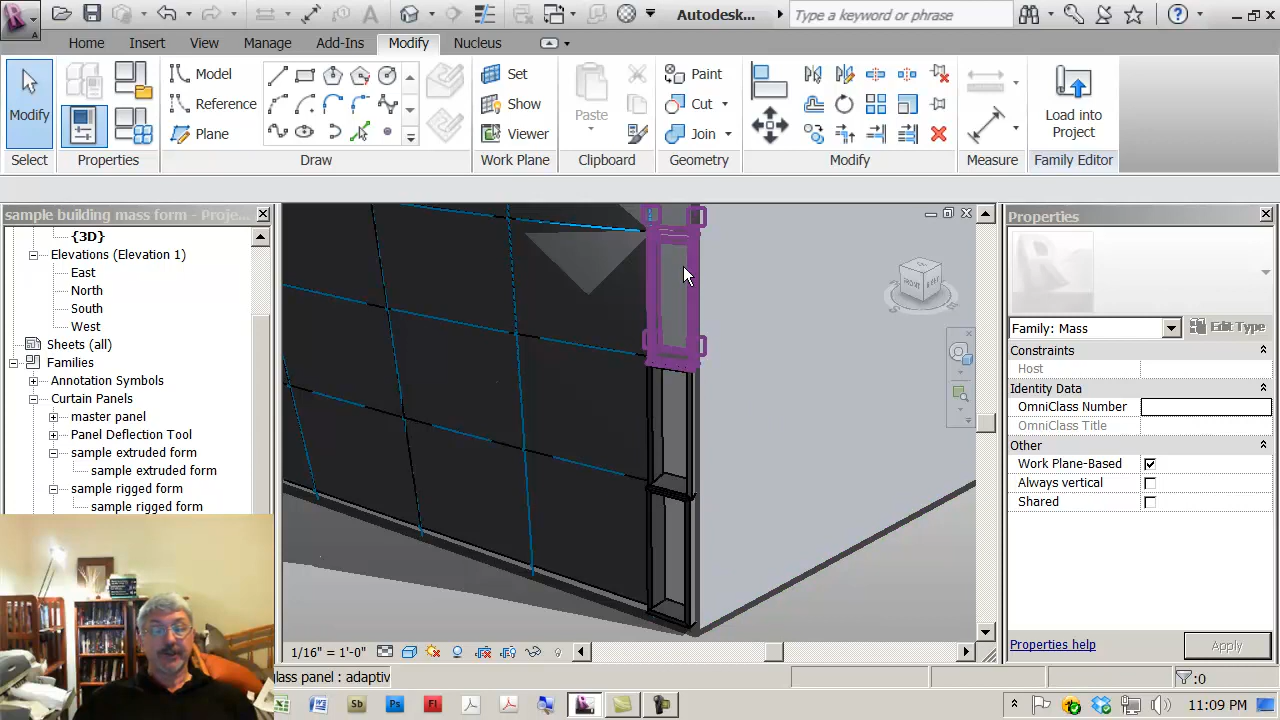 Autodesk...
Type a keyword or phrase
Home Insert View Manage Add-Ins Modify Nucleus
Modify
Select
Properties
Model
Reference
Plane
Draw
Set
Show
Viewer
Work Plane
Paste
Clipboard
Paint
Cut
Join
Geometry
Modify
Measure
Load into
Project
Family Editor
sample building mass form - Proje...
{3D}
Elevations (Elevation 1)
East
North
South
West
Sheets (all)
Families
Annotation Symbols
Curtain Panels
master panel
Panel Deflection Tool
sample extruded form
sample extruded form
sample rigged form
sample rigged form
FRONT
Properties
Family: Mass
Edit Type
Constraints
Host
Identity Data
OmniClass Number
OmniClass Title
Other
Work Plane-Based
Always vertical
Shared
Properties help
Apply
1/16" = 1'-0"
lass panel : adaptiv
:0
Sb Ps Fl
11:09 PM